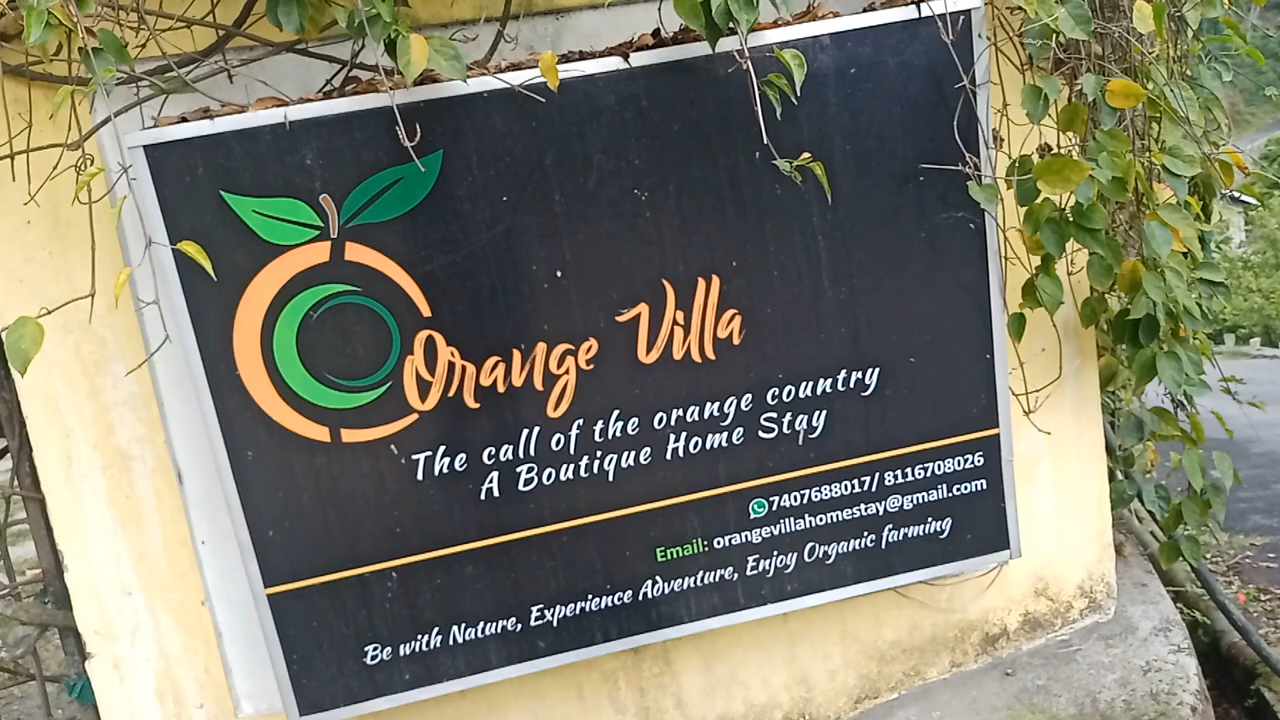 Orange Villa
The call of the orange country
A Boutique Home Stay
7407688017/ 8116708026
Email: orangevillahomestay@gmail.com
Be with Nature, Experience Adventure, Enjoy Organic farming